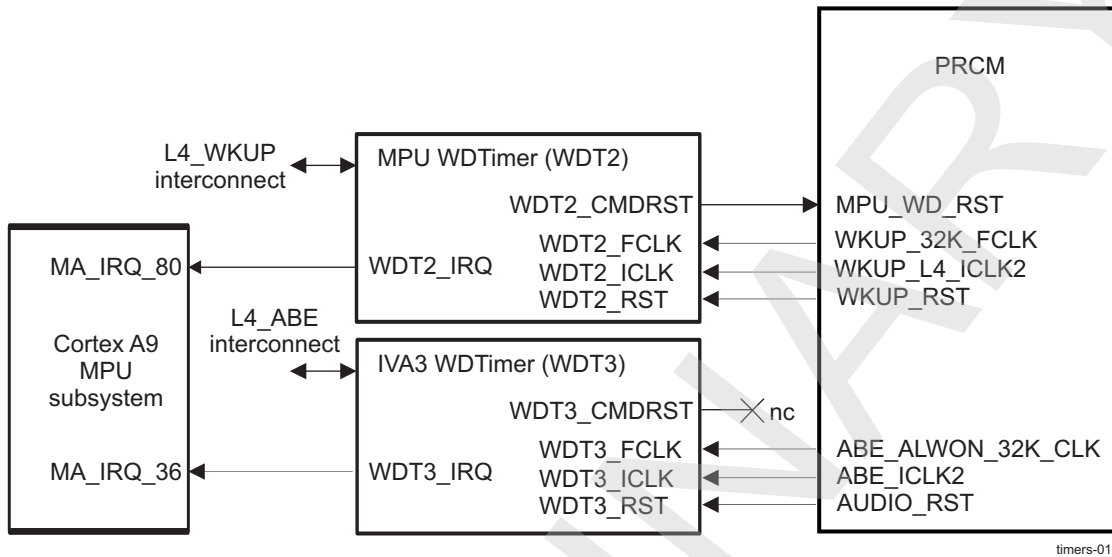 PRCM
L4_WKUP
interconnect
MPU WDTimer (WDT2)
WDT2_CMDRST
MPU_WD_RST
WDT2_FCLK
WKUP_32K_FCLK
MA_IRQ_80
WDT2_IRQ
WDT2_ICLK
WKUP_L4_ICLK2
WDT2_RST
WKUP_RST
L4_ABE
interconnect
Cortex A9
MPU
subsystem
IVA3 WDTimer (WDT3)
WDT3_CMDRST
nc
WDT3_FCLK
ABE_ALWON_32K_CLK
MA_IRQ_36
WDT3_IRQ
WDT3_ICLK
ABE_ICLK2
WDT3_RST
AUDIO_RST
timers-01